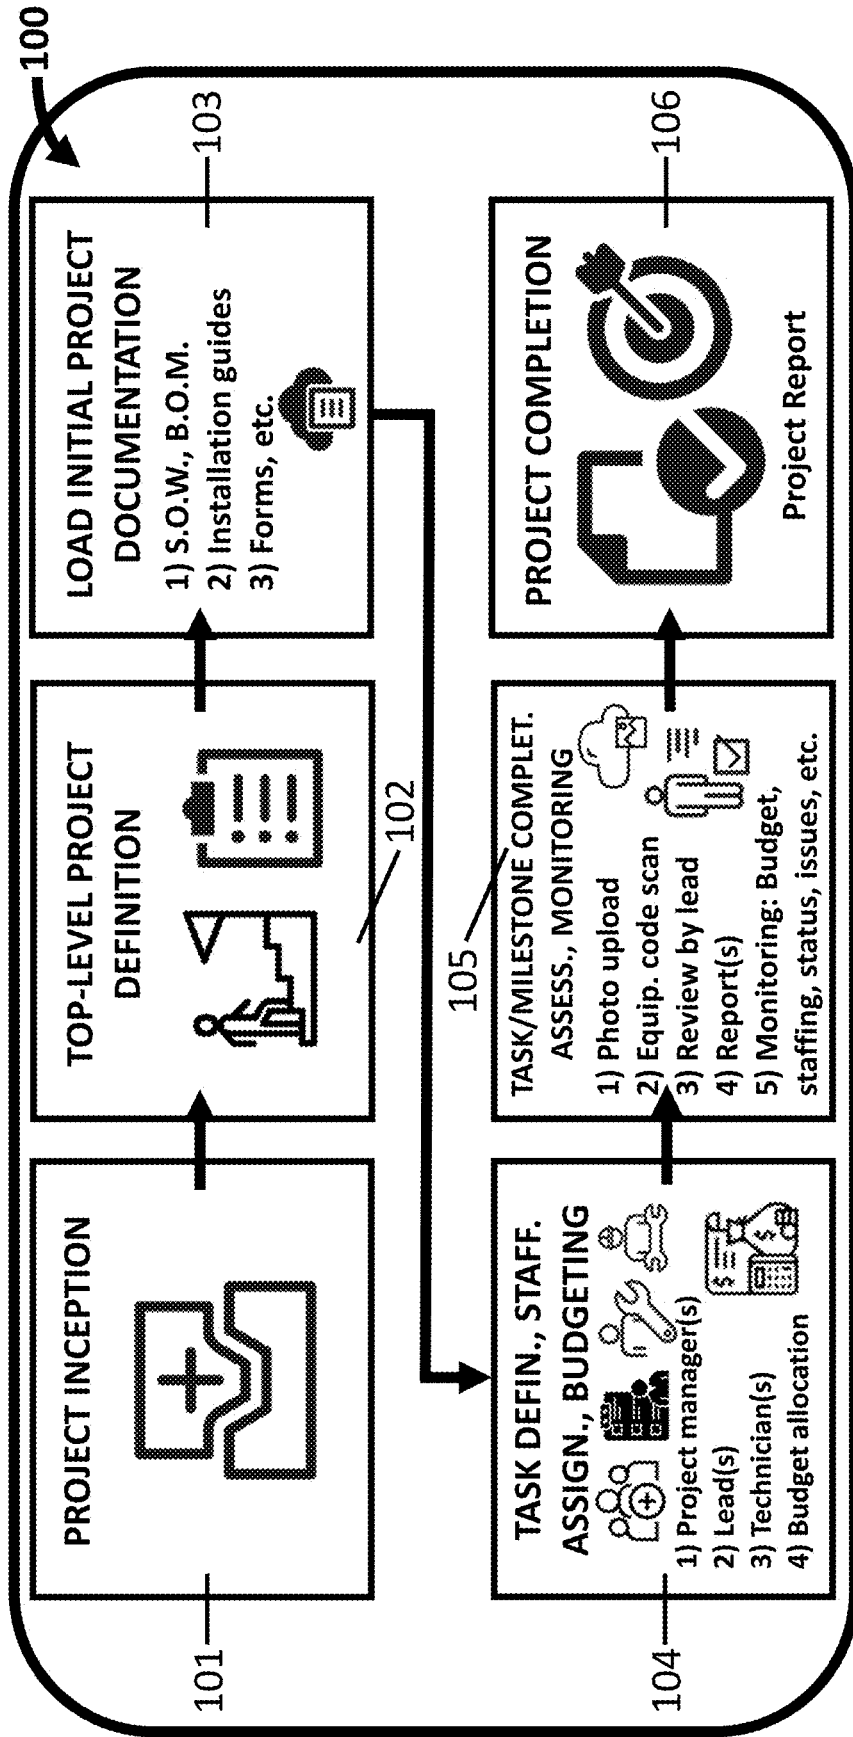 100
101
PROJECT INCEPTION
TOP-LEVEL PROJECT
DEFINITION
102
LOAD INITIAL PROJECT
DOCUMENTATION
1) S.O.W., B.O.M.
2) Installation guides
3) Forms, etc.
103
104
TASK DEFIN., STAFF.
ASSIGN., BUDGETING
1) Project manager(s)
2) Lead(s)
3) Technician(s)
4) Budget allocation
$
$
105
TASK/MILESTONE COMPLET.
ASSESS., MONITORING
1) Photo upload
2) Equip. code scan
3) Review by lead
4) Report(s)
5) Monitoring: Budget,
staffing, status, issues, etc.
PROJECT COMPLETION
Project Report
106